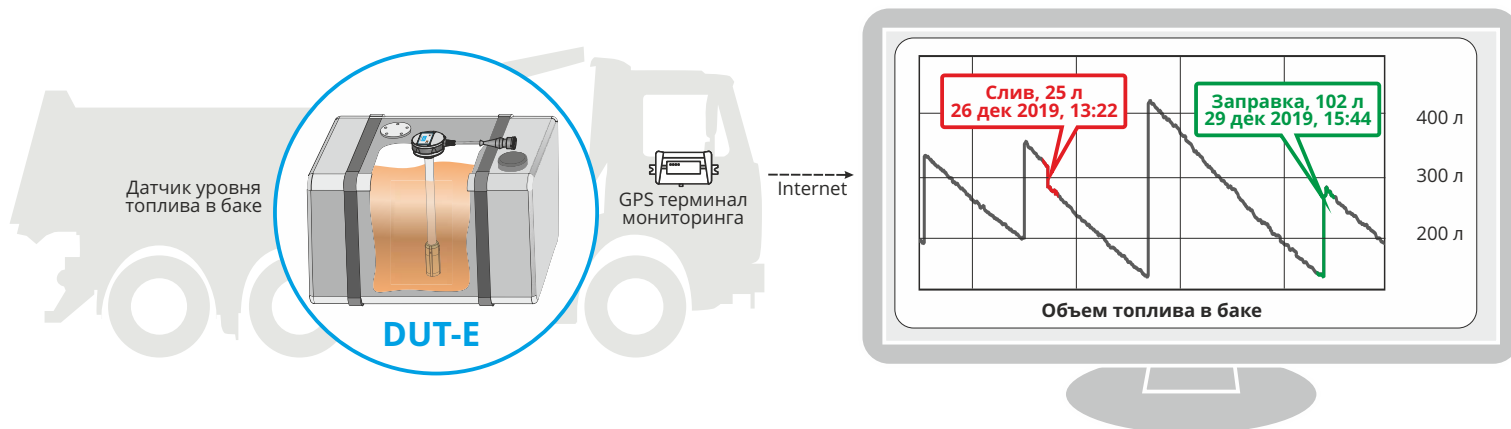 Датчик уровня
топлива в баке
DUT-E
GPS терминал
мониторинга
Internet
Слив, 25 л
26 дек 2019, 13:22
Заправка, 102 л
29 дек 2019, 15:44
400 л
300 л
200 л
Объем топлива в баке